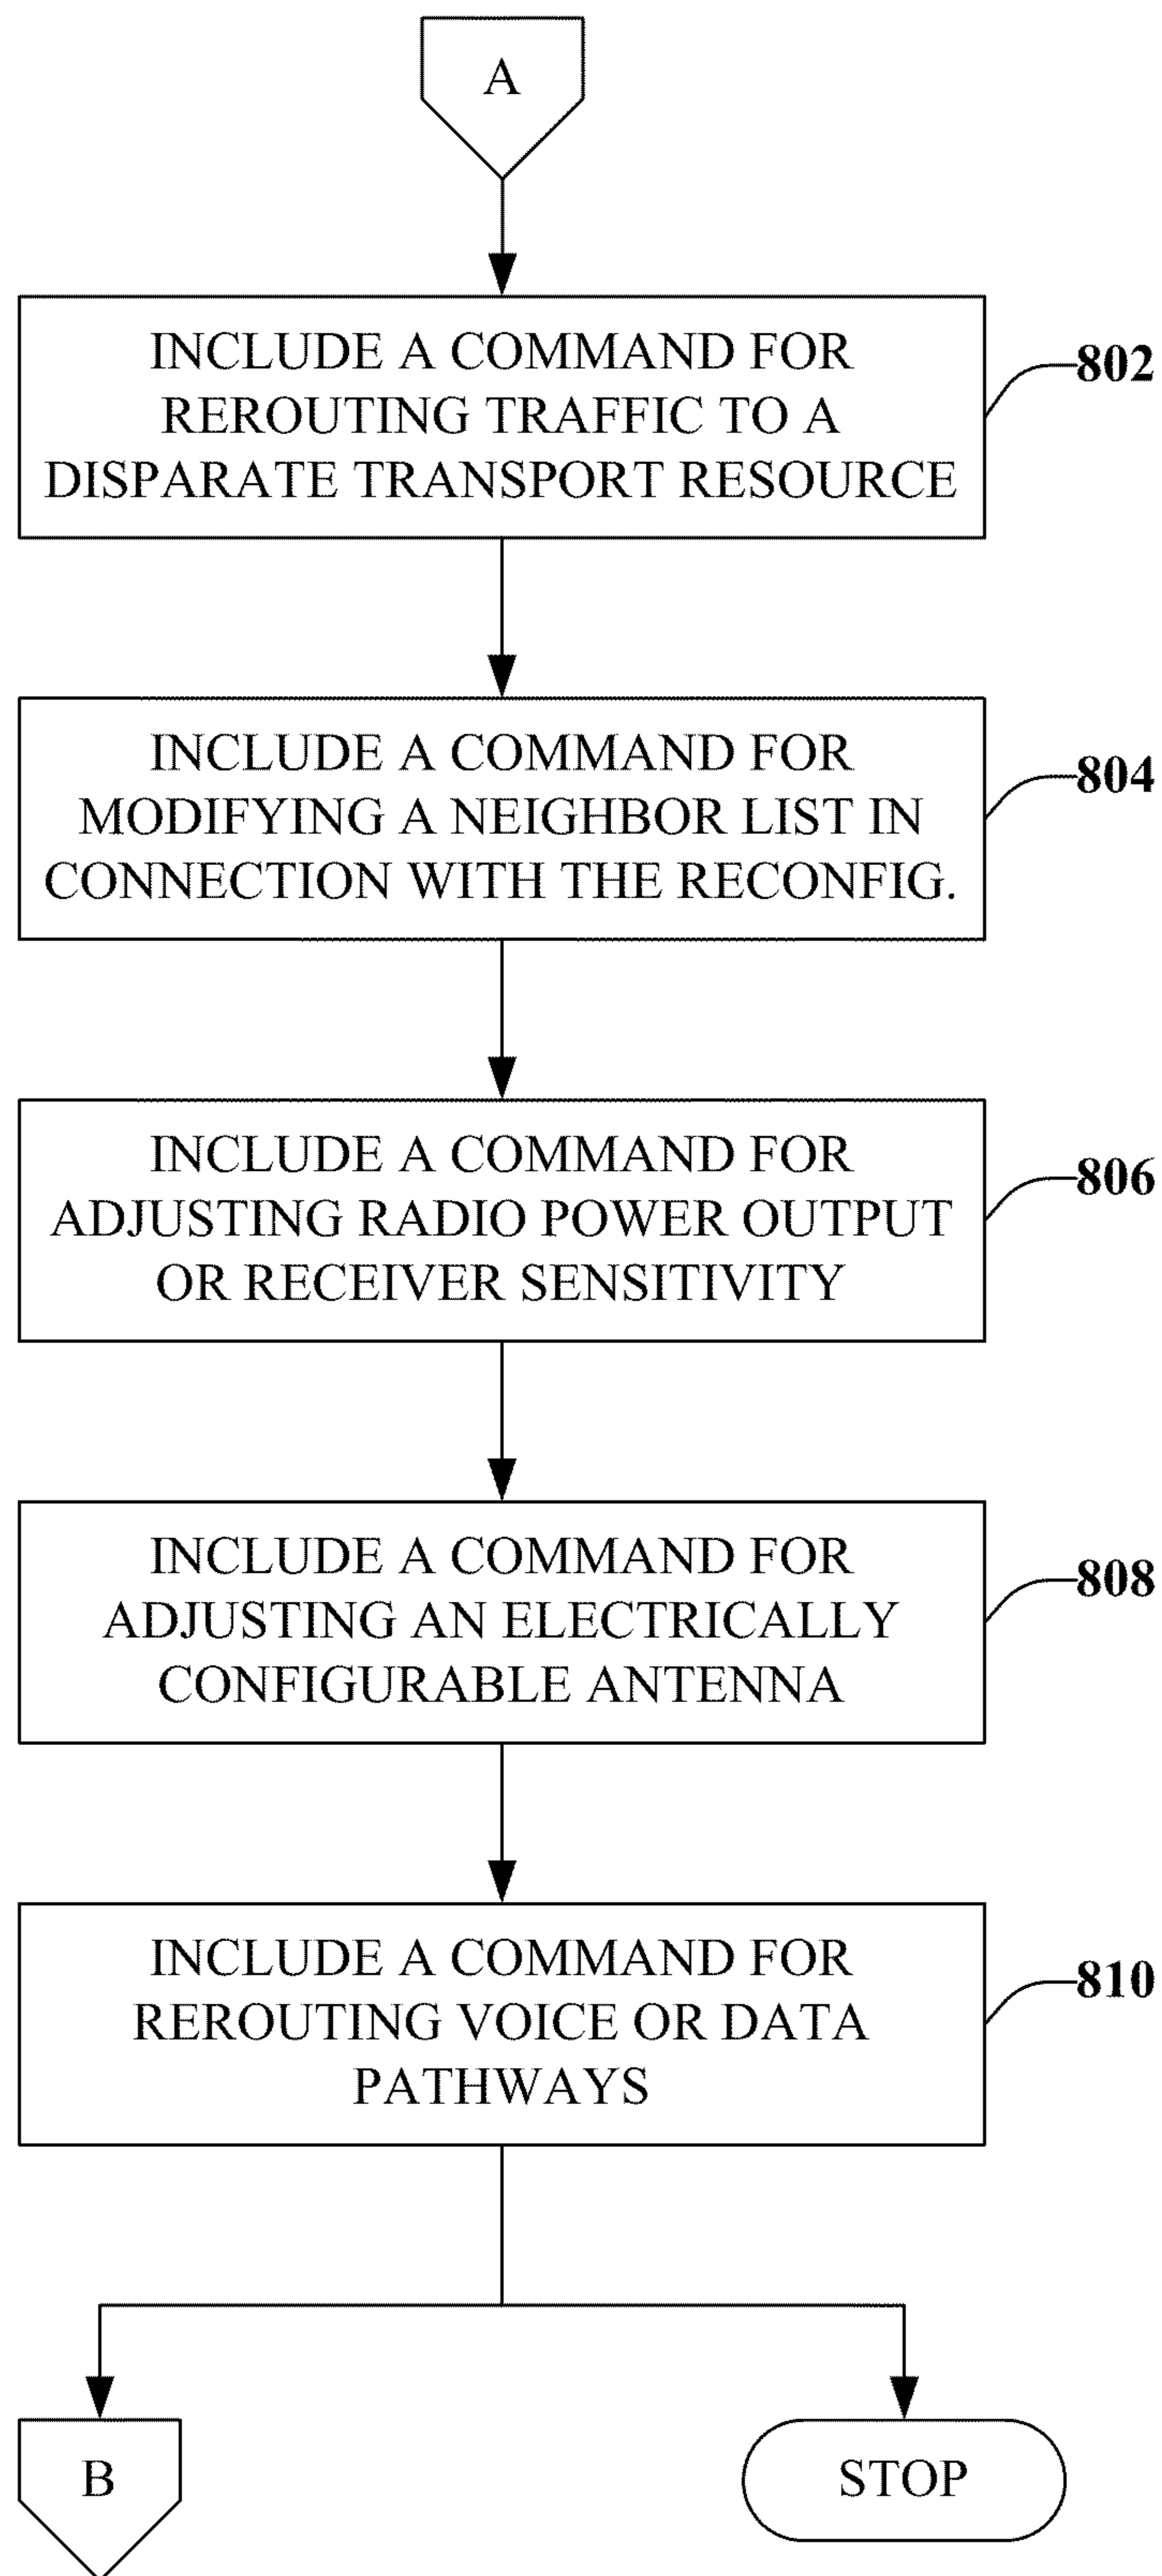 A
INCLUDE A COMMAND FOR
REROUTING TRAFFIC TO A
DISPARATE TRANSPORT RESOURCE
802
INCLUDE A COMMAND FOR
MODIFYING A NEIGHBOR LIST IN
CONNECTION WITH THE RECONFIG.
804
INCLUDE A COMMAND FOR
ADJUSTING RADIO POWER OUTPUT
OR RECEIVER SENSITIVITY
806
INCLUDE A COMMAND FOR
ADJUSTING AN ELECTRICALLY
CONFIGURABLE ANTENNA
808
INCLUDE A COMMAND FOR
REROUTING VOICE OR DATA
PATHWAYS
810
B
STOP